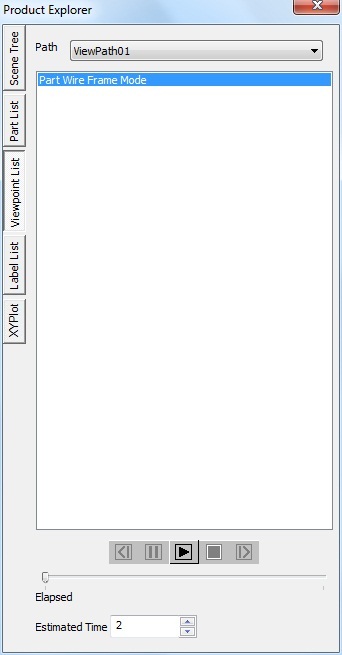 Product Explorer
Scene Tree
Part List
Viewpoint List
Label List
XYPlot
Path
ViewPath01
Part Wire Frame Mode
Elapsed
Estimated Time 2